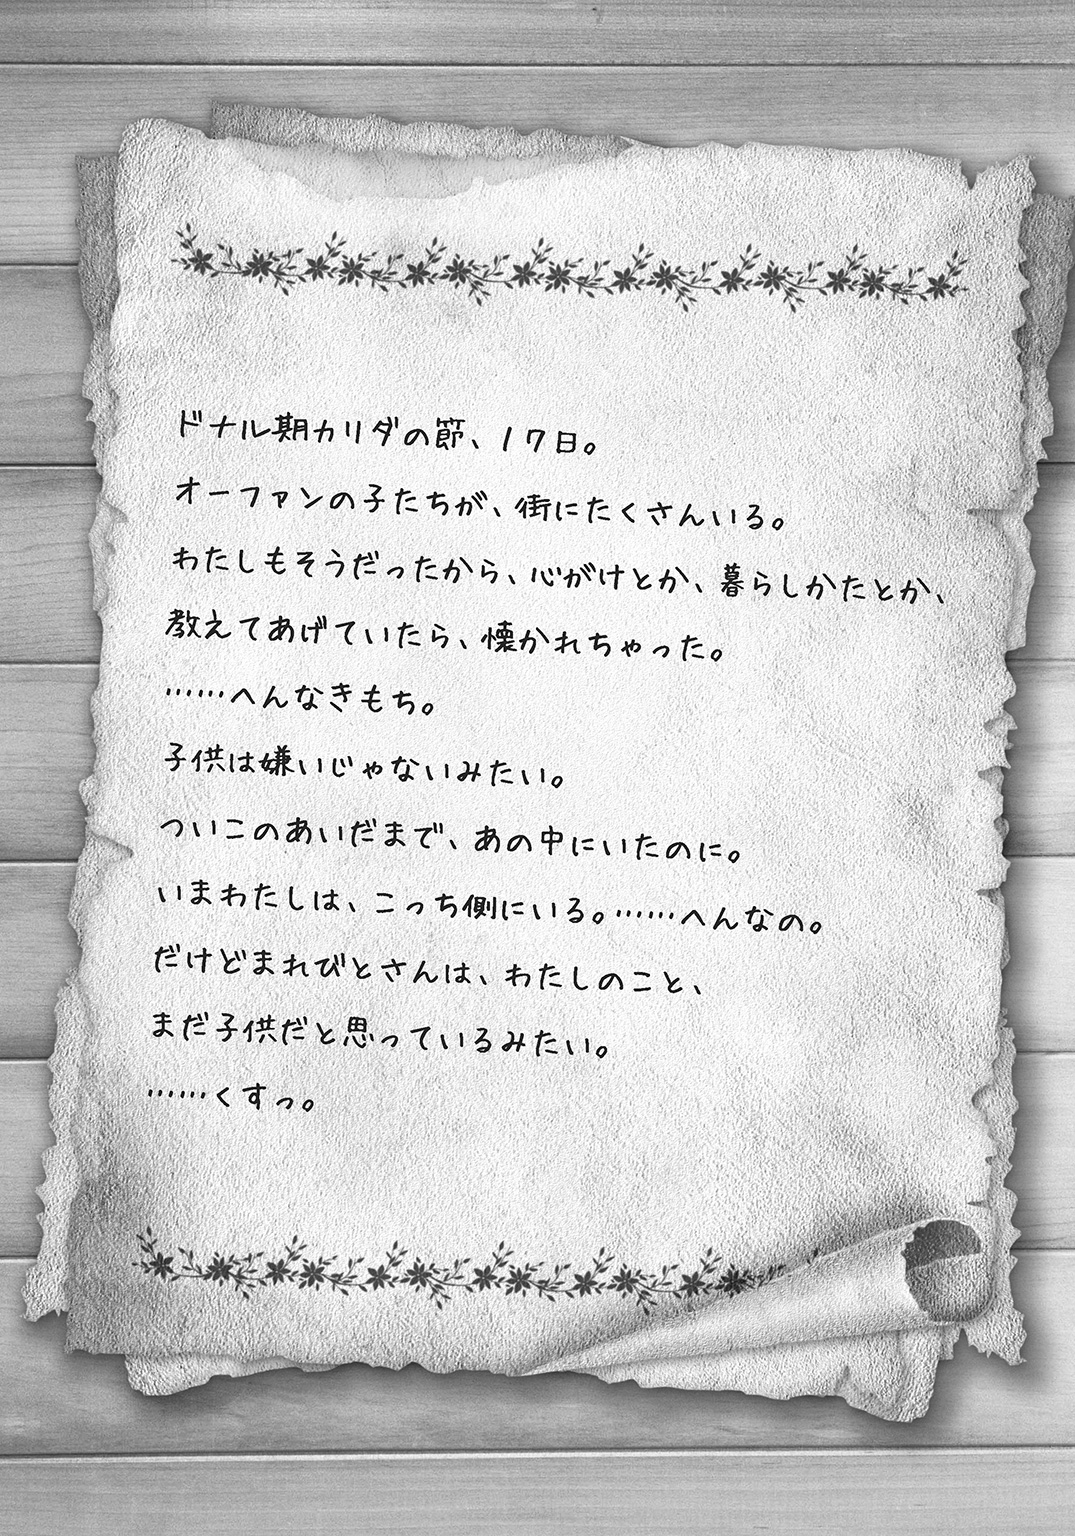 ドナル期カリダの節、17日。
オーファンの子たちが、街にたくさんいる。
わたしもそうだったから、心がけとか、暮らしかたとか、
教えてあげていたら、懐かれちゃった。
……へんなきもち。
子供は嫌いじゃないみたい。
ついこのあいだまで、あの中にいたのに。
いまわたしは、こっち側にいる。……へんなの。
だけどまれびとさんは、わたしのこと、
まだ子供だと思っているみたい。
……くすっ。